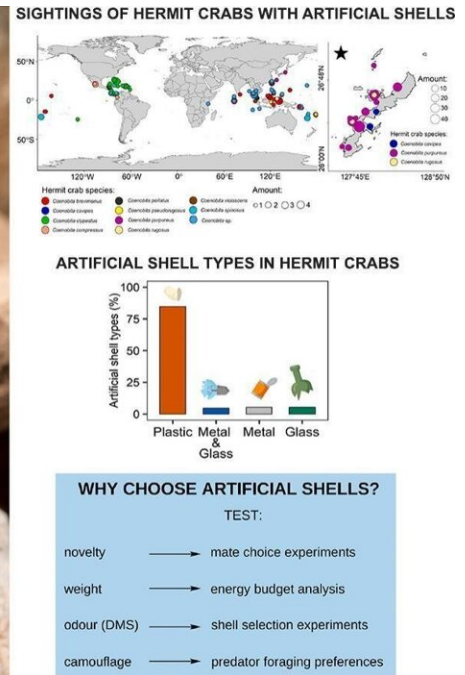 SIGHTINGS OF HERMIT CRABS WITH ARTIFICIAL SHELLS
50°N
0°
50°S
120°W 60°W 0° 60°E 120°E
26°48'N
26°00'N
127°45'E 128°50'E
Amount:
10
20
30
40
Hermit crab species:
Coenobita cavipes
Coenobita purpureus
Coenobita rugosus
Hermit crab species:
Coenobita brevimanus
Coenobita cavipes
Coenobita clypeatus
Coenobita compressus
Coenobita perlatus
Coenobita pseudorugosus
Coenobita purpureus
Coenobita rugosus
Coenobita violascens
Coenobita spinosus
Coenobita sp.
Amount:
1 2 3 4
ARTIFICIAL SHELL TYPES IN HERMIT CRABS
Artificial shell types (%)
100
75
50
25
0
Plastic Metal & Glass Metal Glass
WHY CHOOSE ARTIFICIAL SHELLS?
TEST:
novelty → mate choice experiments
weight → energy budget analysis
odour (DMS) → shell selection experiments
camouflage → predator foraging preferences